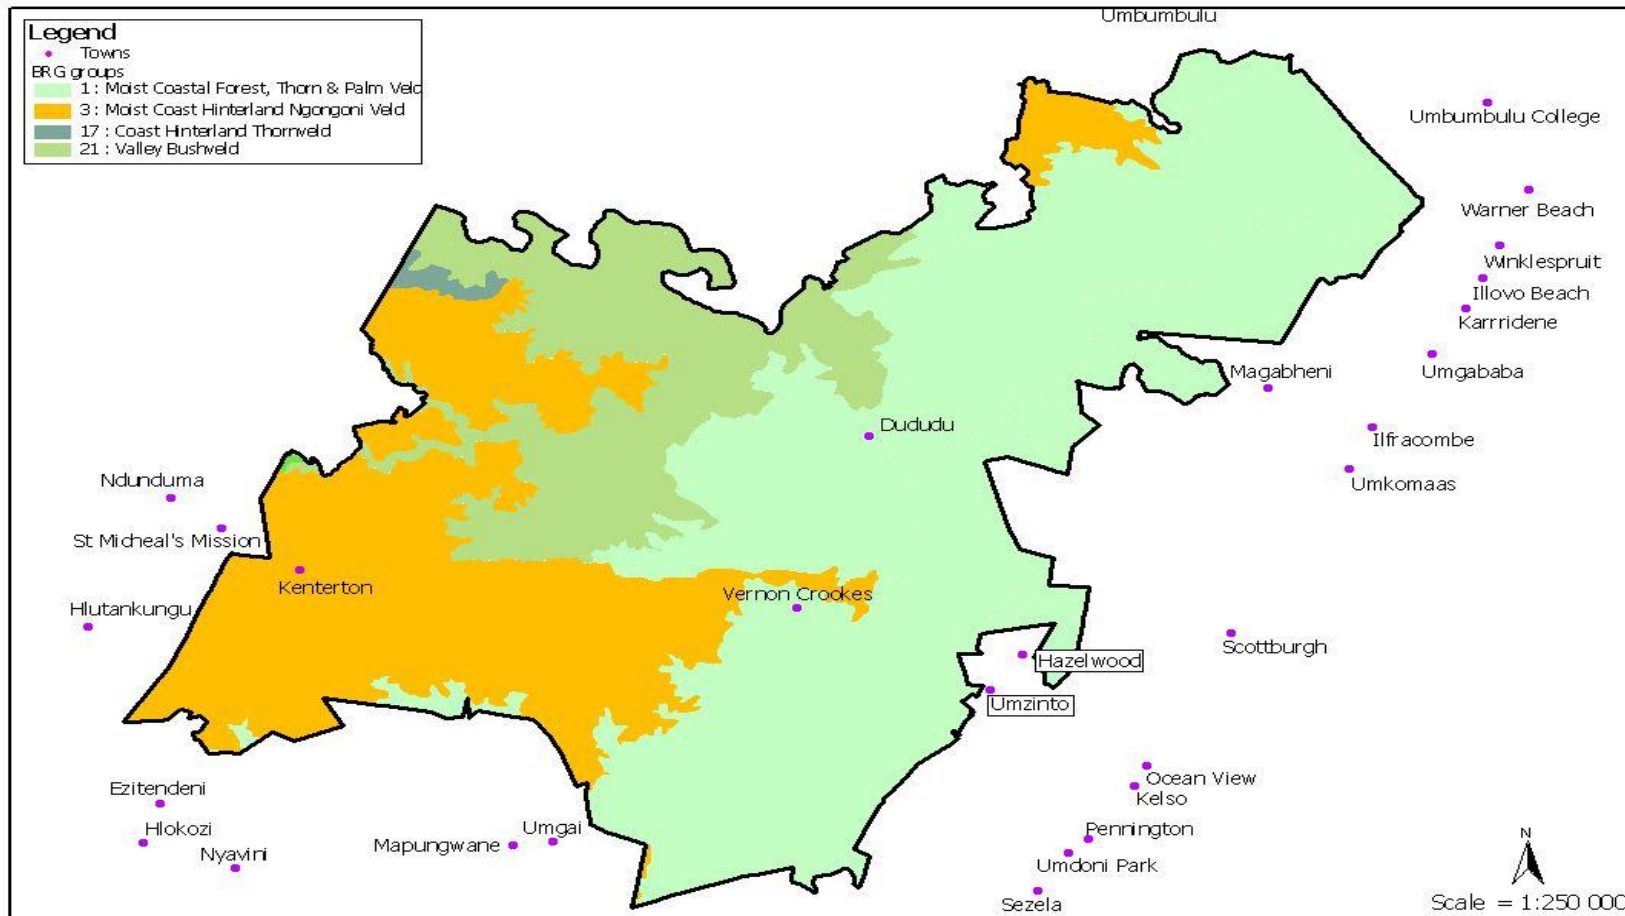 Umbumbulu
Legend
Towns
BRG groups
1 : Moist Coastal Forest, Thorn & Palm Veld
3 : Moist Coast Hinterland Ngongoni Veld
17 : Coast Hinterland Thornveld
21 : Valley Bushveld
Umbumbulu College
Warner Beach
Winklespruit
Illovo Beach
Karrridene
Umgababa
Magabheni
Dududu
Ilfracombe
Umkomaas
Ndunduma
St Micheal's Mission
Kenterton
Vernon Crookes
Hlutankungu
Scottburgh
Hazelwood
Umzinto
Ocean View
Kelso
Ezitendeni
Hlokozi
Nyavini
Mapungwane
Umgai
Pennington
Umdoni Park
Sezela
N
Scale = 1:250 000